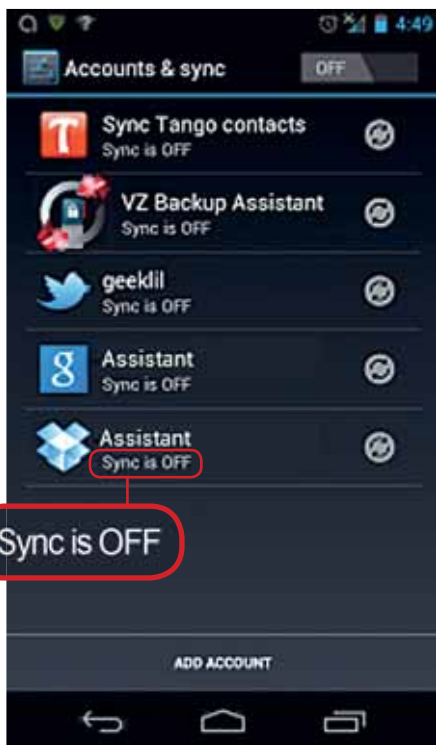 4:49
Accounts & sync
OFF
Sync Tango contacts
Sync is OFF
VZ Backup Assistant
Sync is OFF
geeklil
Sync is OFF
Assistant
Sync is OFF
Assistant
Sync is OFF
Sync is OFF
ADD ACCOUNT